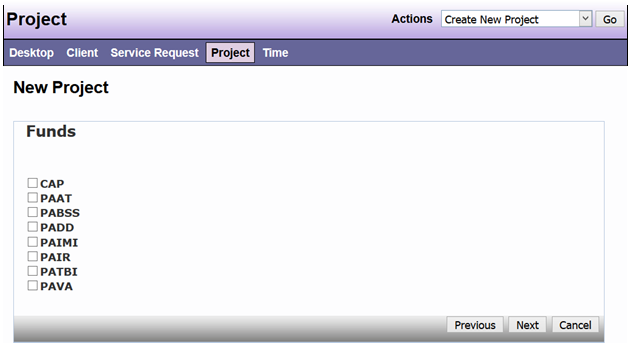 Project Actions Create New Project Go
Desktop Client Service Request Project Time
New Project
Funds
CAP
PAAT
PABSS
PADD
PAIMI
PAIR
PATBI
PAVA
Previous Next Cancel